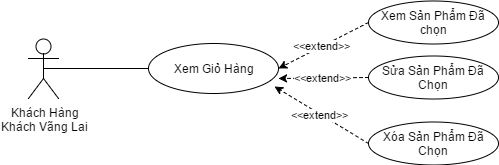 Xem Sản Phẩm Đã
chọn
<<extend>>
Xem Giỏ Hàng
<<extend>>
Sửa Sản Phẩm Đã
Chọn
Khách Hàng
Khách Vãng Lai
<<extend>>
Xóa Sản Phẩm Đã
Chọn